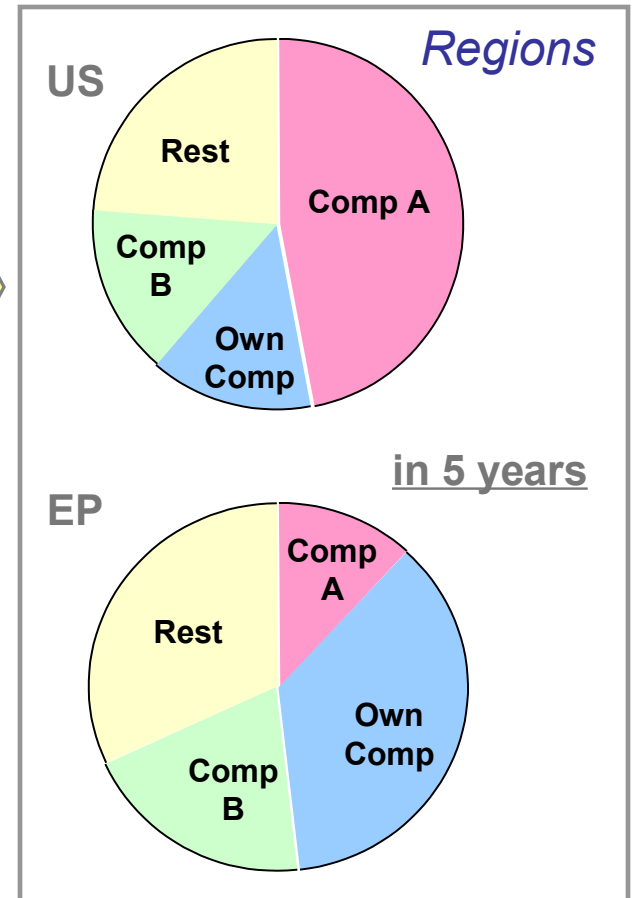 Regions
US
Rest
Comp A
Comp
B
Own
Comp
in 5 years
EP
Comp
A
Rest
Own
Comp
Comp
B